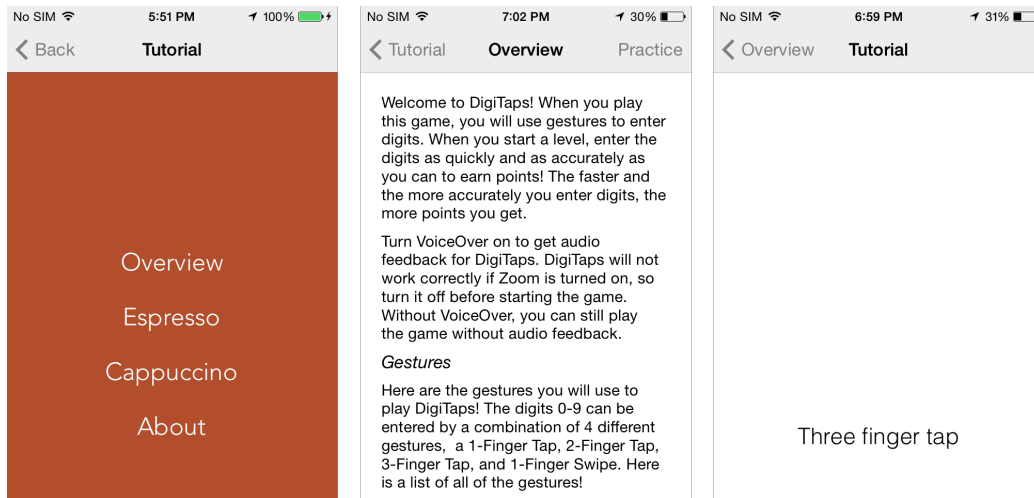 No SIM 5:51 PM 100%
Back Tutorial
Overview
Espresso
Cappuccino
About
No SIM 7:02 PM 30%
Tutorial Overview Practice
Welcome to DigiTaps! When you play
this game, you will use gestures to enter
digits. When you start a level, enter the
digits as quickly and as accurately as
you can to earn points! The faster and
the more accurately you enter digits, the
more points you get.
Turn VoiceOver on to get audio
feedback for DigiTaps. DigiTaps will not
work correctly if Zoom is turned on, so
turn it off before starting the game.
Without VoiceOver, you can still play
the game without audio feedback.
Gestures
Here are the gestures you will use to
play DigiTaps! The digits 0-9 can be
entered by a combination of 4 different
gestures,  a 1-Finger Tap, 2-Finger Tap,
3-Finger Tap, and 1-Finger Swipe. Here
is a list of all of the gestures!
No SIM 6:59 PM 31%
Overview Tutorial
Three finger tap